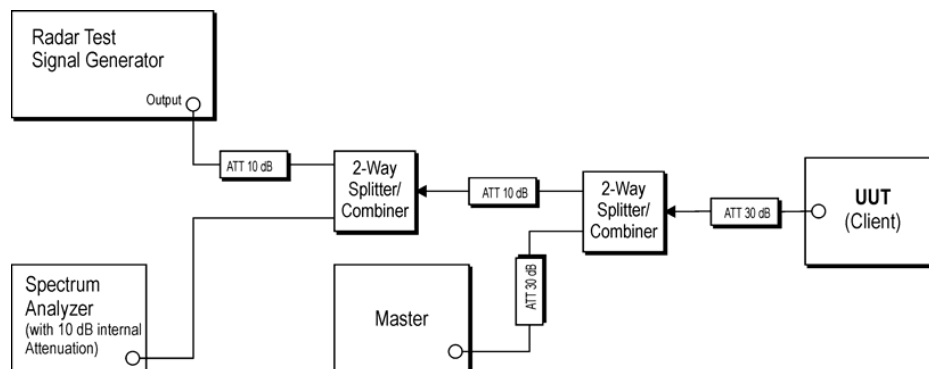 Radar Test
Signal Generator
Output
ATT 10 dB
2-Way
Splitter/
Combiner
ATT 10 dB
2-Way
Splitter/
Combiner
ATT 30 dB
UUT
(Client)
Spectrum
Analyzer
(with 10 dB internal
Attenuation)
Master
ATT 30 dB